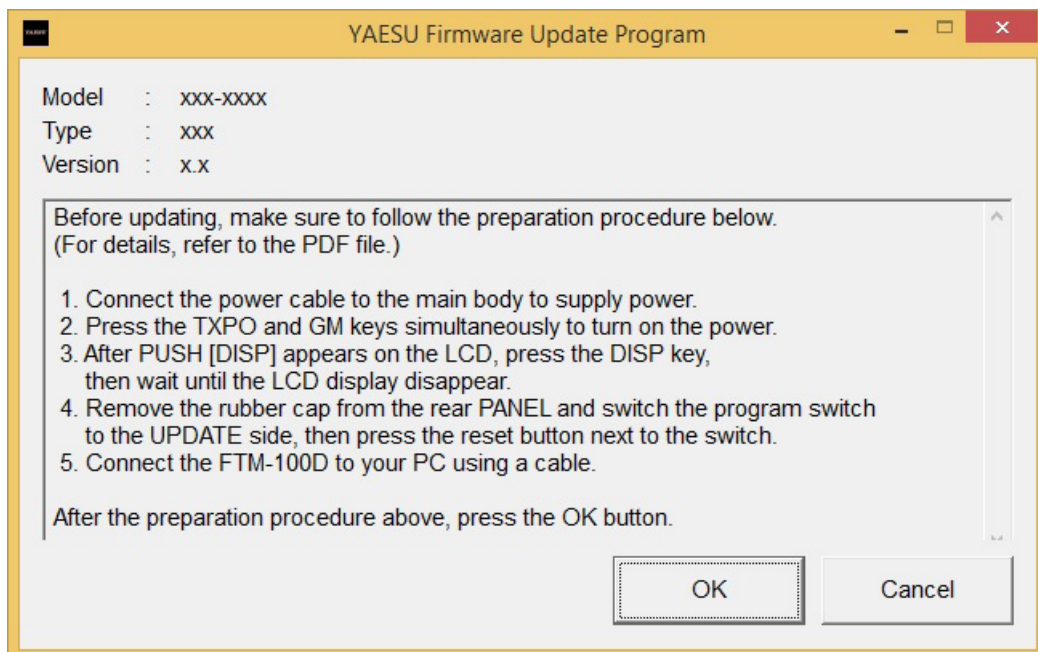 YAESU Firmware Update Program
Model : xxx-xxxx
Type : xxx
Version : x.x
Before updating, make sure to follow the preparation procedure below.
(For details, refer to the PDF file.)
1. Connect the power cable to the main body to supply power.
2. Press the TXPO and GM keys simultaneously to turn on the power.
3. After PUSH [DISP] appears on the LCD, press the DISP key,
then wait until the LCD display disappear.
4. Remove the rubber cap from the rear PANEL and switch the program switch
to the UPDATE side, then press the reset button next to the switch.
5. Connect the FTM-100D to your PC using a cable.
After the preparation procedure above, press the OK button.
OK Cancel